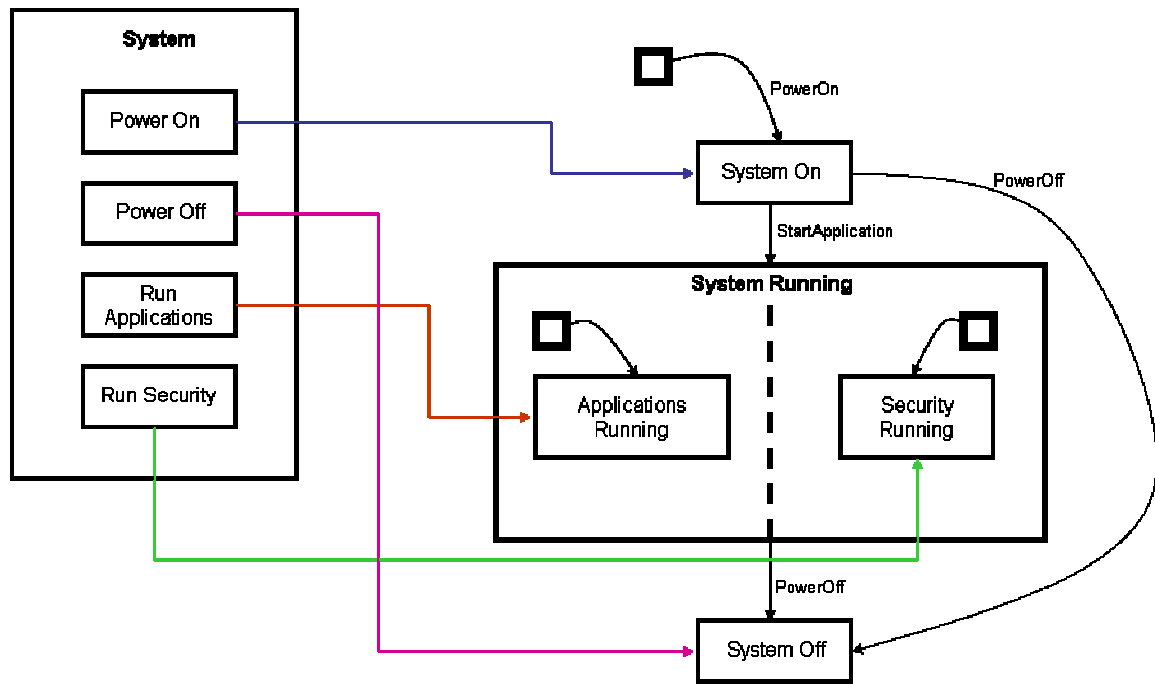 System
Power On
Power Off
Run
Applications
Run Security
PowerOn
System On
PowerOff
StartApplication
System Running
Applications
Running
Security
Running
PowerOff
System Off